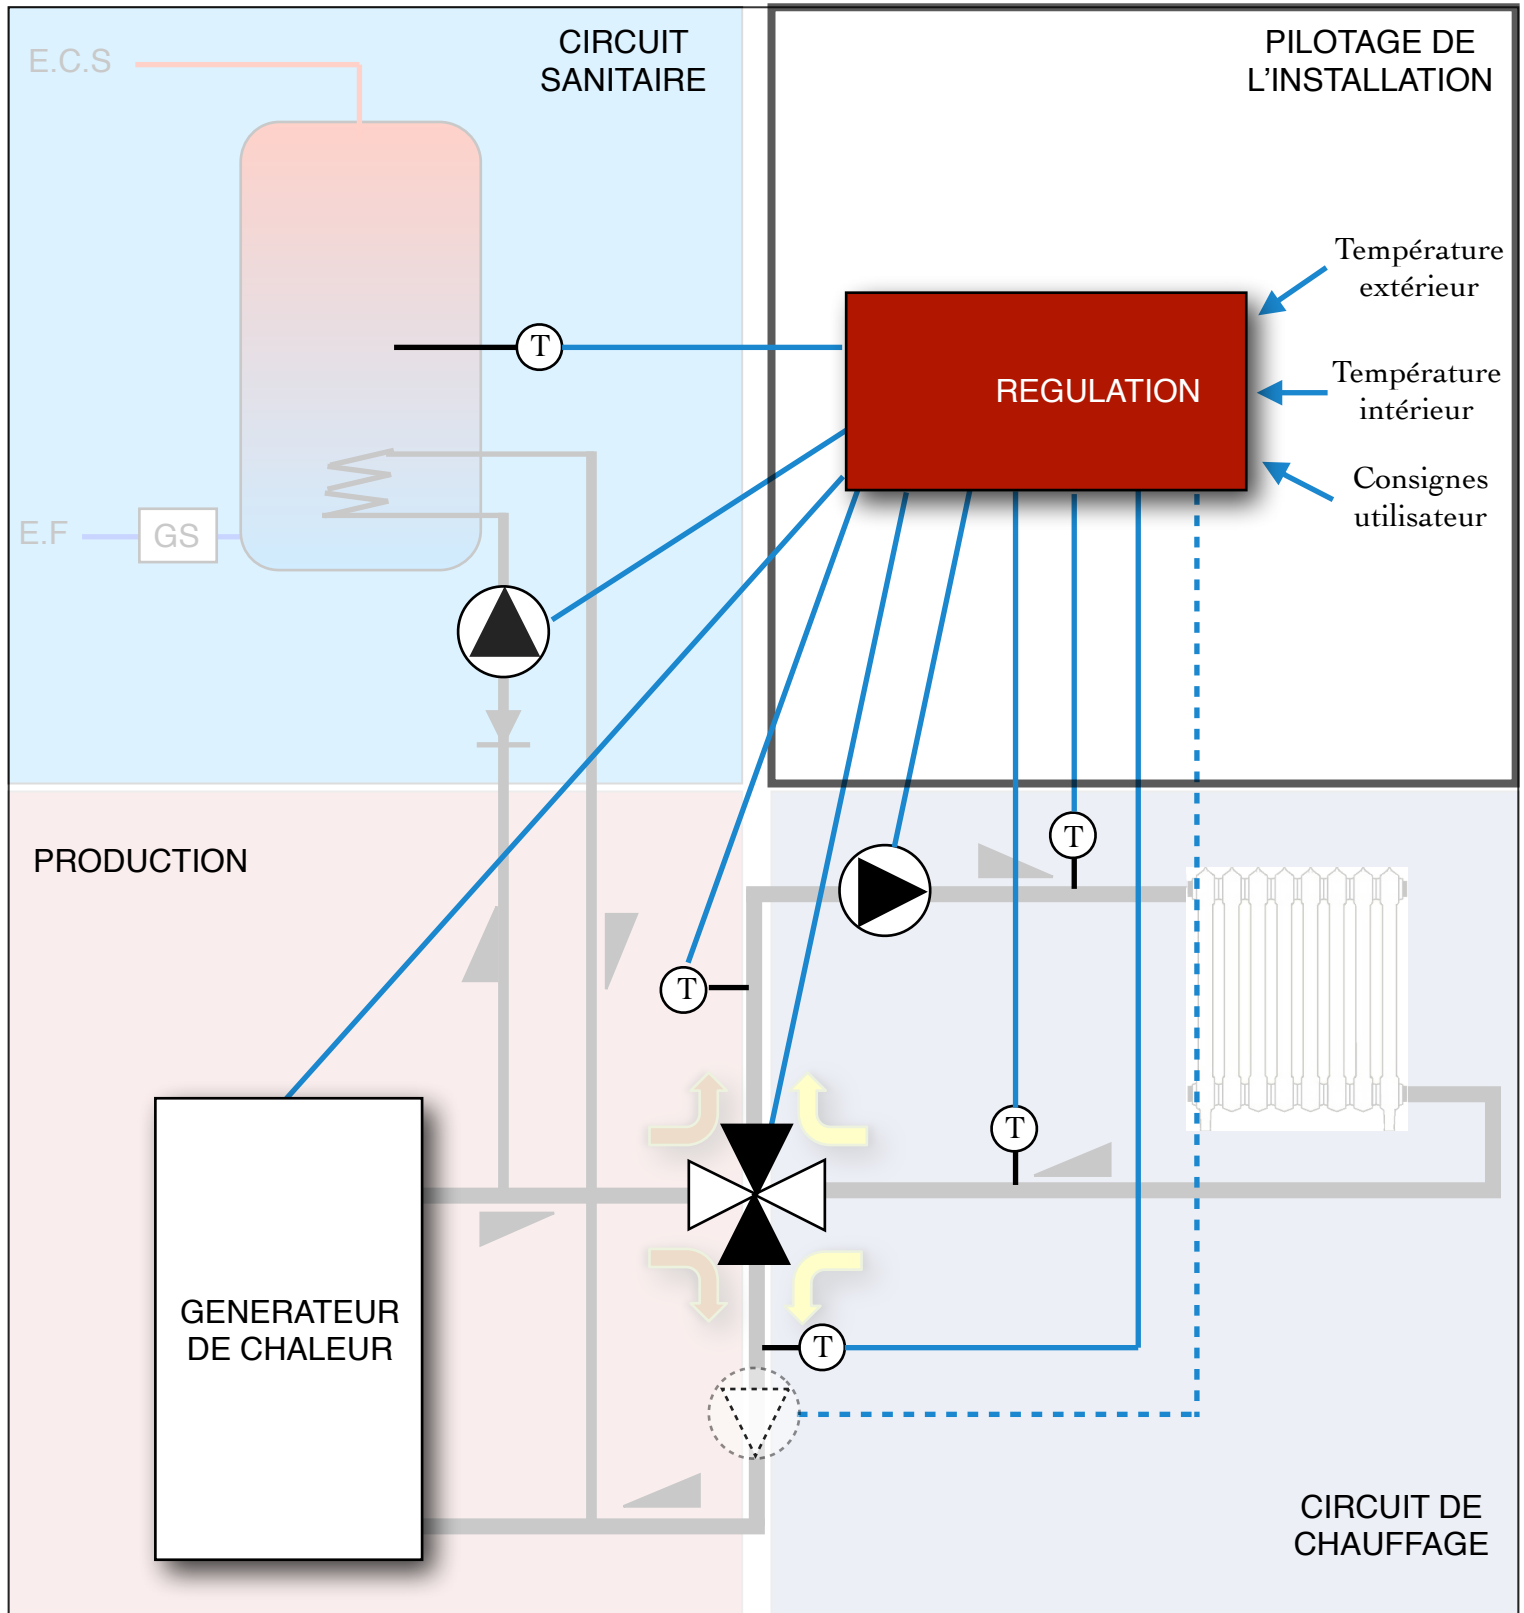 E.C.S
CIRCUIT
SANITAIRE
PILOTAGE DE
L'INSTALLATION
Température
extérieur
T
REGULATION
Température
intérieur
Consignes
utilisateur
E.F
GS
PRODUCTION
T
T
T
GENERATEUR
DE CHALEUR
T
CIRCUIT DE
CHAUFFAGE